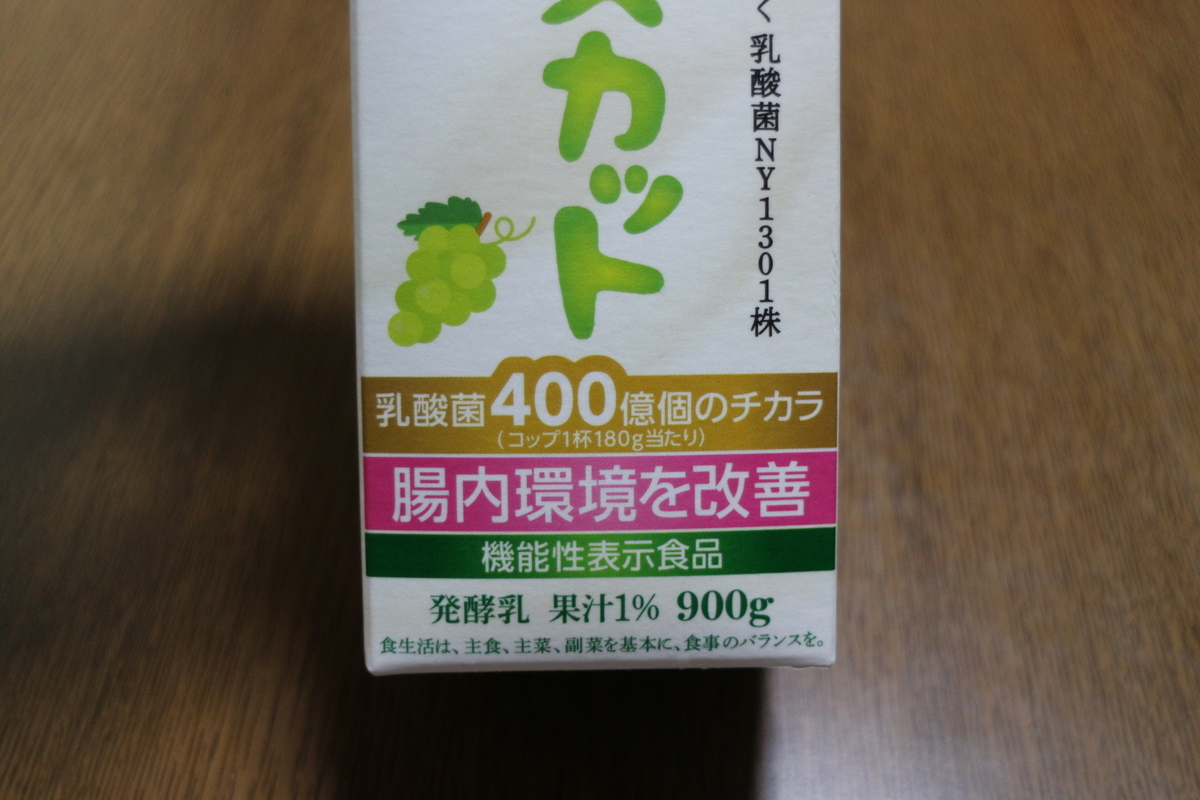 く乳酸菌NY1301株
スカット
乳酸菌400億個のチカラ
(コップ1杯180g当たり)
腸内環境を改善
機能性表示食品
発酵乳 果汁1% 900g
食生活は、主食、主菜、副菜を基本に、食事のバランスを。